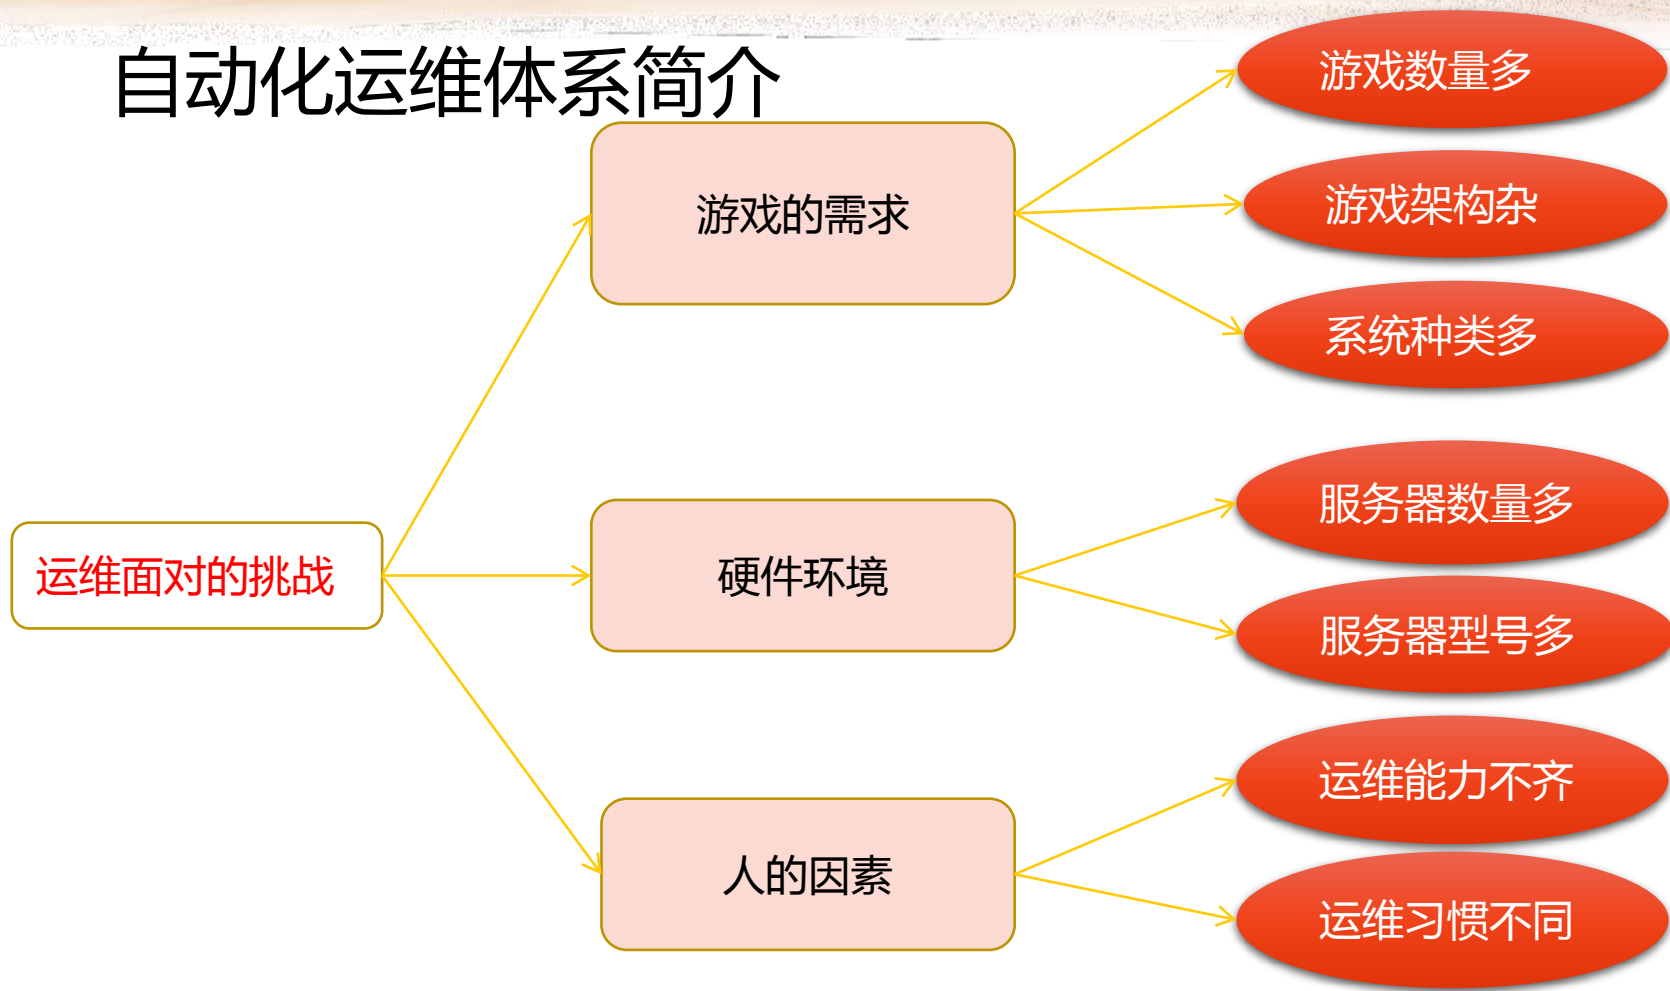 自动化运维体系简介
游戏数量多
游戏的需求
游戏架构杂
系统种类多
服务器数量多
运维面对的挑战
硬件环境
服务器型号多
运维能力不齐
人的因素
运维习惯不同